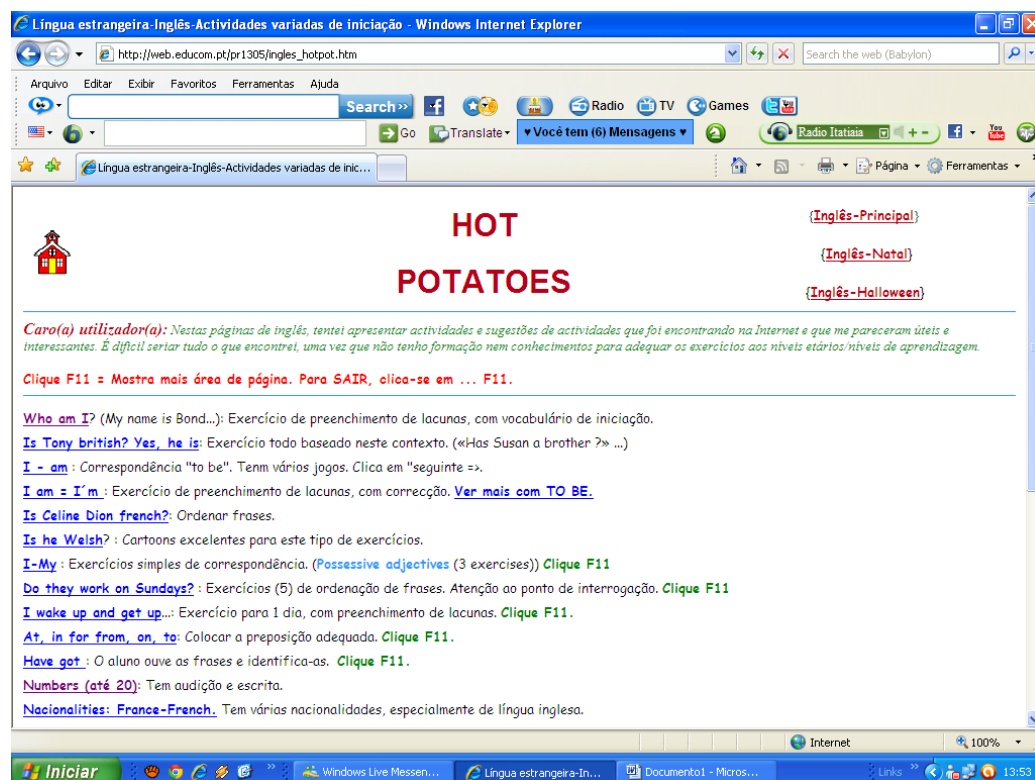 Língua estrangeira-Inglês-Actividades variadas de iniciação - Windows Internet Explorer
http://web.educom.pt/pr1305/ingles_hotpot.htm
Search the web (Babylon)
Arquivo Editar Exibir Favoritos Ferramentas Ajuda
Search »
Radio TV Games
Go Translate Você tem (6) Mensagens Radio Itatiaia You Tube
Língua estrangeira-Inglês-Actividades variadas de inic...
Página Ferramentas
HOT
POTATOES
{Inglês-Principal}
{Inglês-Natal}
{Inglês-Halloween}
Caro(a) utilizador(a): Nestas páginas de inglês, tentei apresentar actividades e sugestões de actividades que foi encontrando na Internet e que me pareceram úteis e
interessantes. É difícil seriar tudo o que encontrei, uma vez que não tenho formação nem conhecimentos para adequar os exercícios aos níveis etários/níveis de aprendizagem.
Clique F11 = Mostra mais área de página. Para SAIR, clica-se em ... F11.
Who am I? (My name is Bond...): Exercício de preenchimento de lacunas, com vocabulário de iniciação.
Is Tony british? Yes, he is: Exercício todo baseado neste contexto. («Has Susan a brother ?» ...)
I - am : Correspondência "to be". Tenm vários jogos. Clica em "seguinte =>.
I am = I´m : Exercício de preenchimento de lacunas, com correcção. Ver mais com TO BE.
Is Celine Dion french?: Ordenar frases.
Is he Welsh? : Cartoons excelentes para este tipo de exercícios.
I-My : Exercícios simples de correspondência. (Possessive adjectives (3 exercises)) Clique F11
Do they work on Sundays? : Exercícios (5) de ordenação de frases. Atenção ao ponto de interrogação. Clique F11
I wake up and get up...: Exercício para 1 dia, com preenchimento de lacunas. Clique F11.
At, in for from, on, to: Colocar a preposição adequada. Clique F11.
Have got : O aluno ouve as frases e identifica-as. Clique F11.
Numbers (até 20): Tem audição e escrita.
Nacionalities: France-French. Tem várias nacionalidades, especialmente de língua inglesa.
Internet 100%
Iniciar Windows Live Messen... Língua estrangeira-In... Documento1 - Micros... Links 13:53